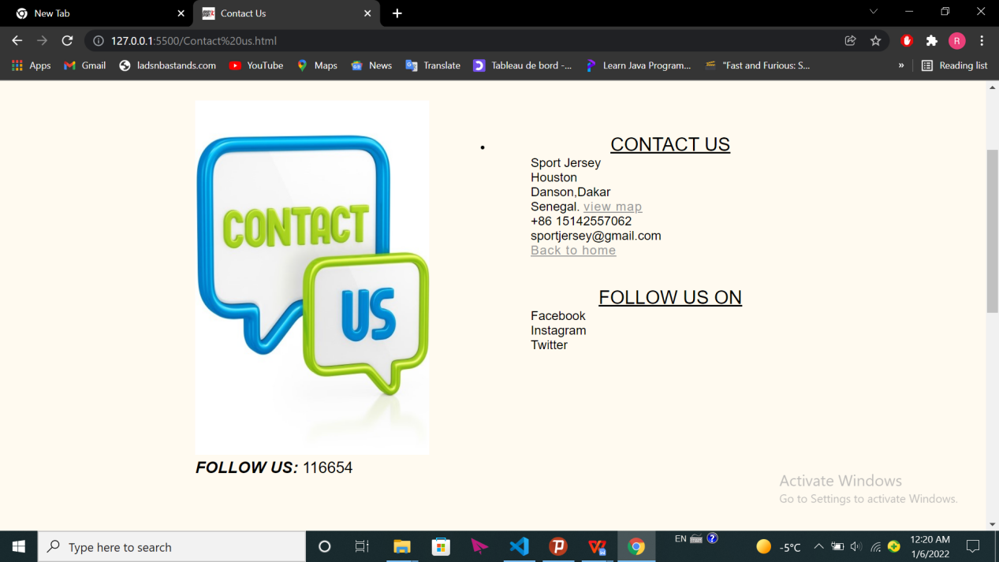 New Tab
Contact Us
127.0.0.1:5500/Contact%20us.html
R
Apps
Gmail
ladsnbastands.com
YouTube
Maps
News
Translate
Tableau de bord -...
Learn Java Program...
"Fast and Furious: S...
»
Reading list
CONTACT
US
FOLLOW US: 116654
CONTACT US
Sport Jersey
Houston
Danson,Dakar
Senegal. view map
+86 15142557062
sportjersey@gmail.com
Back to home
FOLLOW US ON
Facebook
Instagram
Twitter
Activate Windows
Go to Settings to activate Windows.
Type here to search
EN
-5°C
12:20 AM
1/6/2022